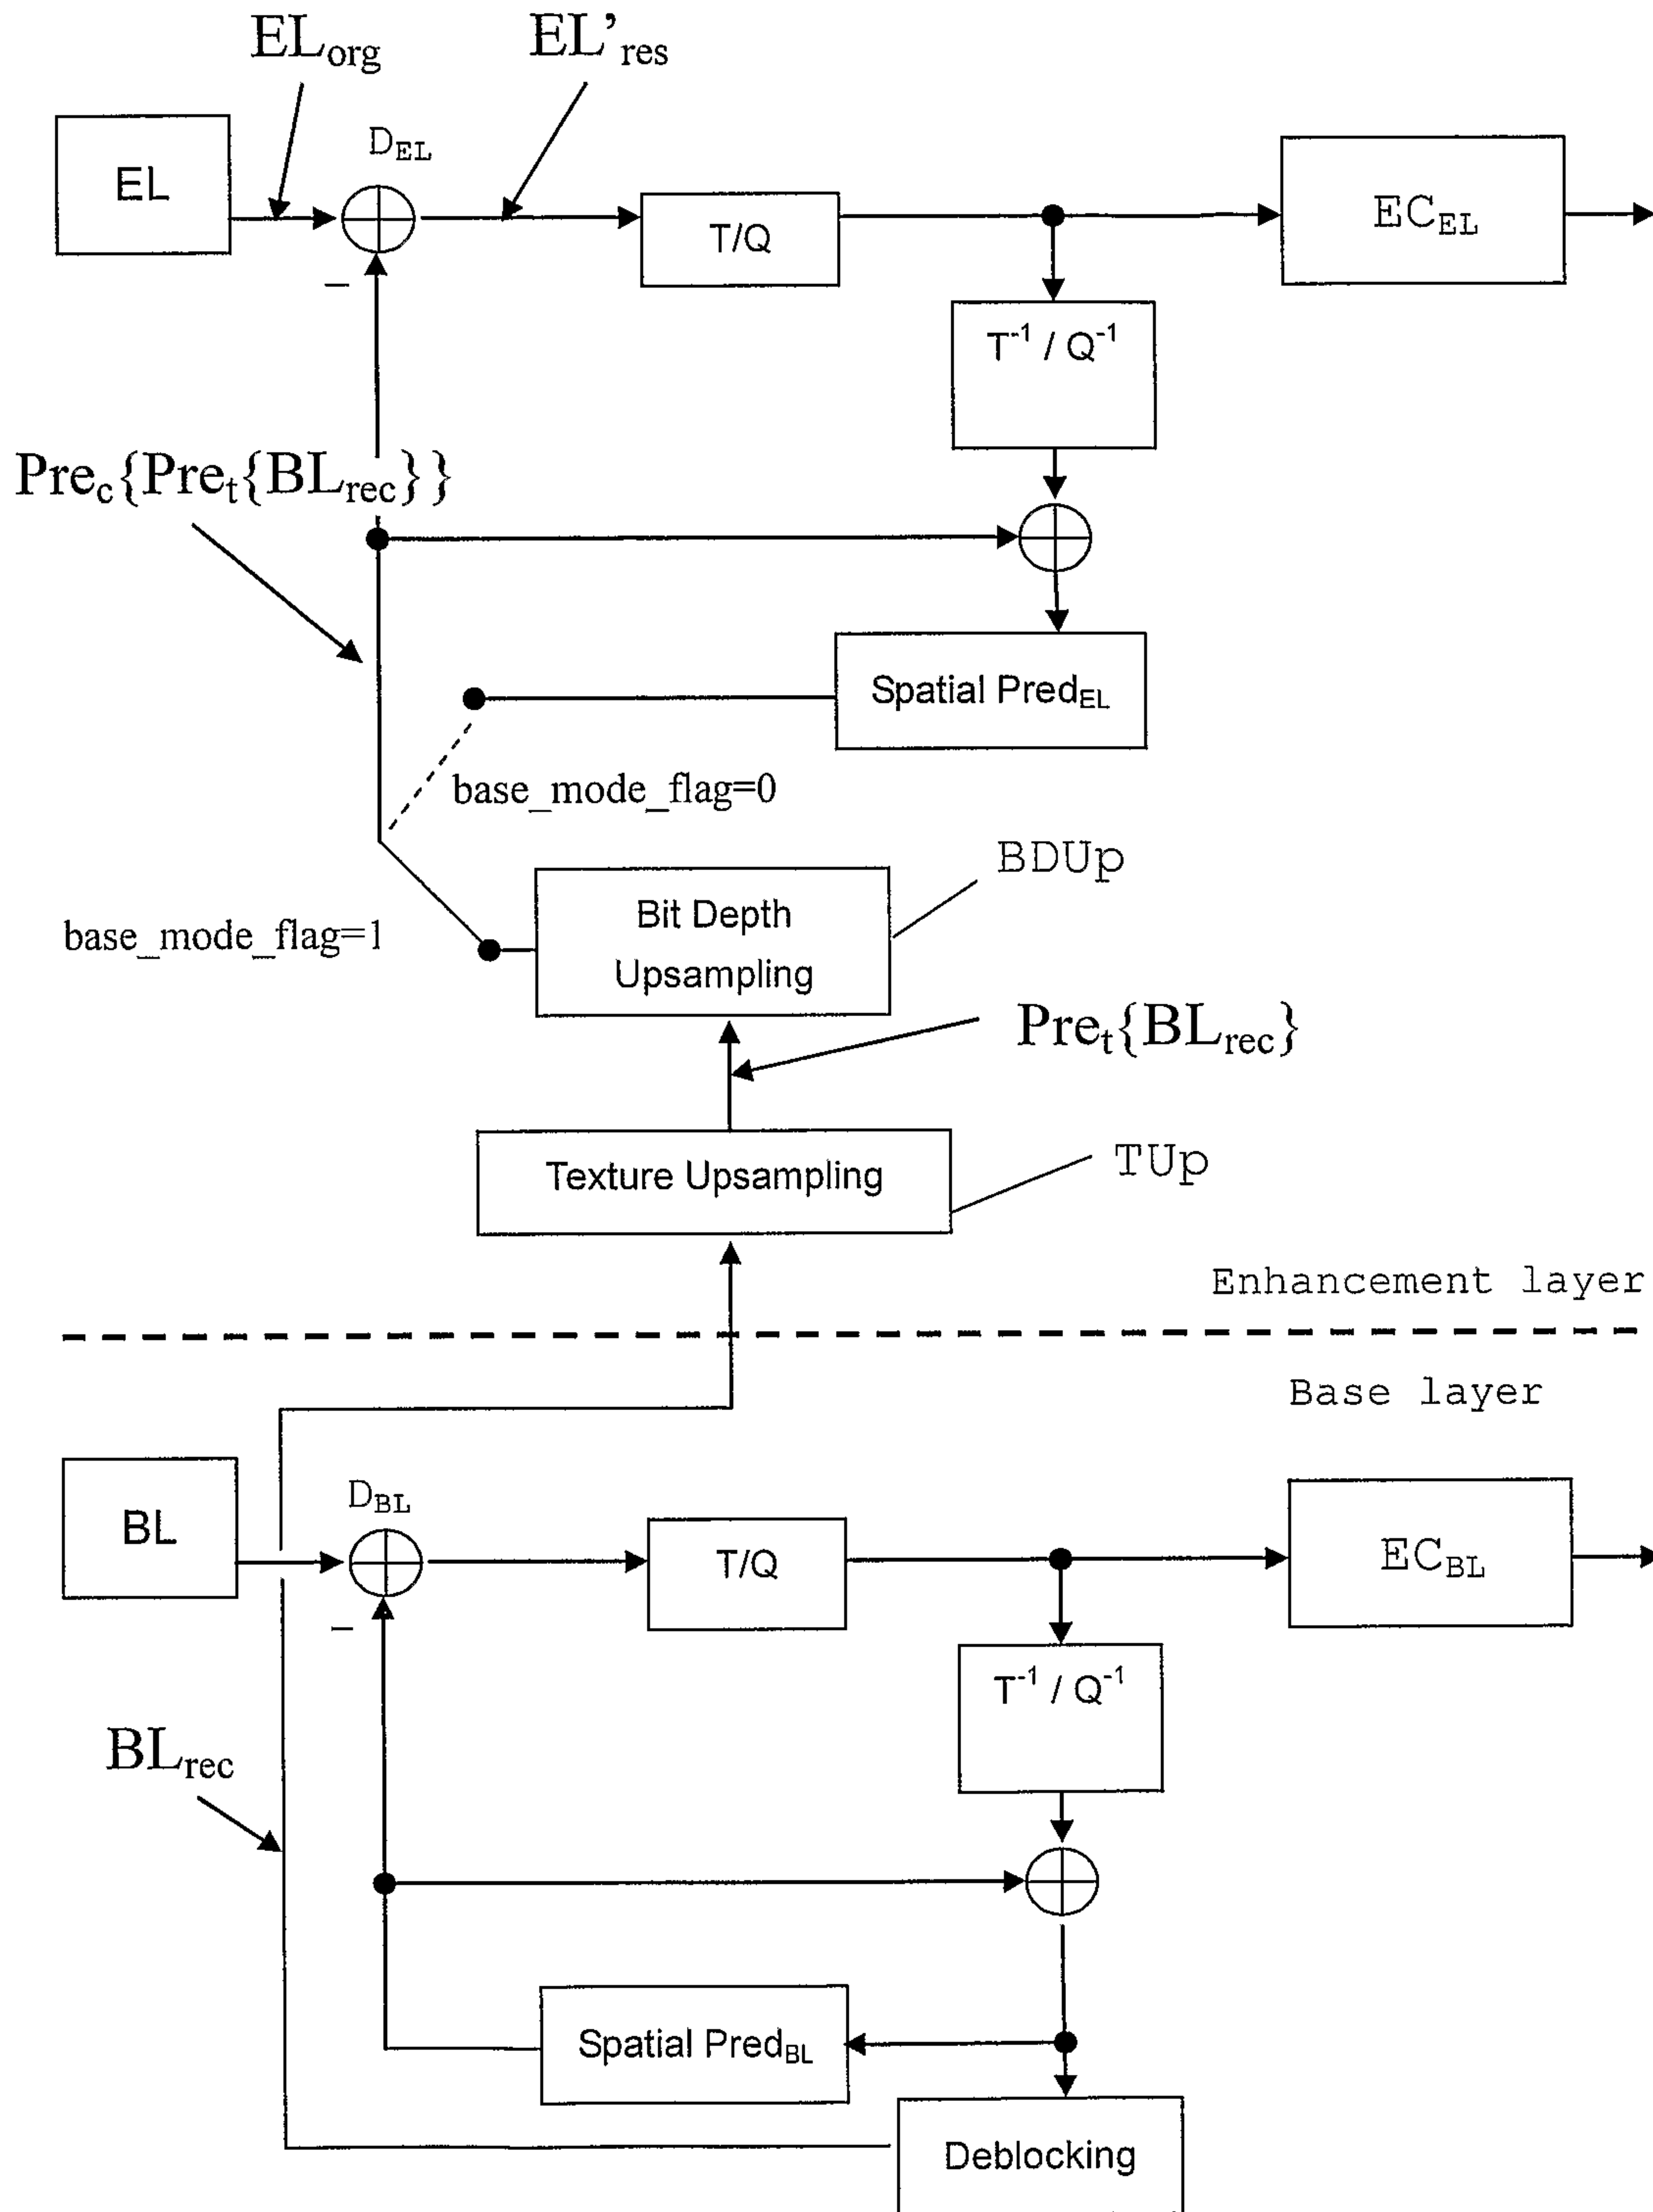 ELorg
EL'res
EL
DEL
T/Q
ECEL
–
T-1 / Q-1
Prec{Pret{BLrec}}
Spatial PredEL
base_mode_flag=0
BDUp
Bit Depth
Upsampling
base_mode_flag=1
Pret{BLrec}
Texture Upsampling
TUp
Enhancement layer
Base layer
BL
DBL
T/Q
ECBL
–
T-1 / Q-1
BLrec
Spatial PredBL
Deblocking